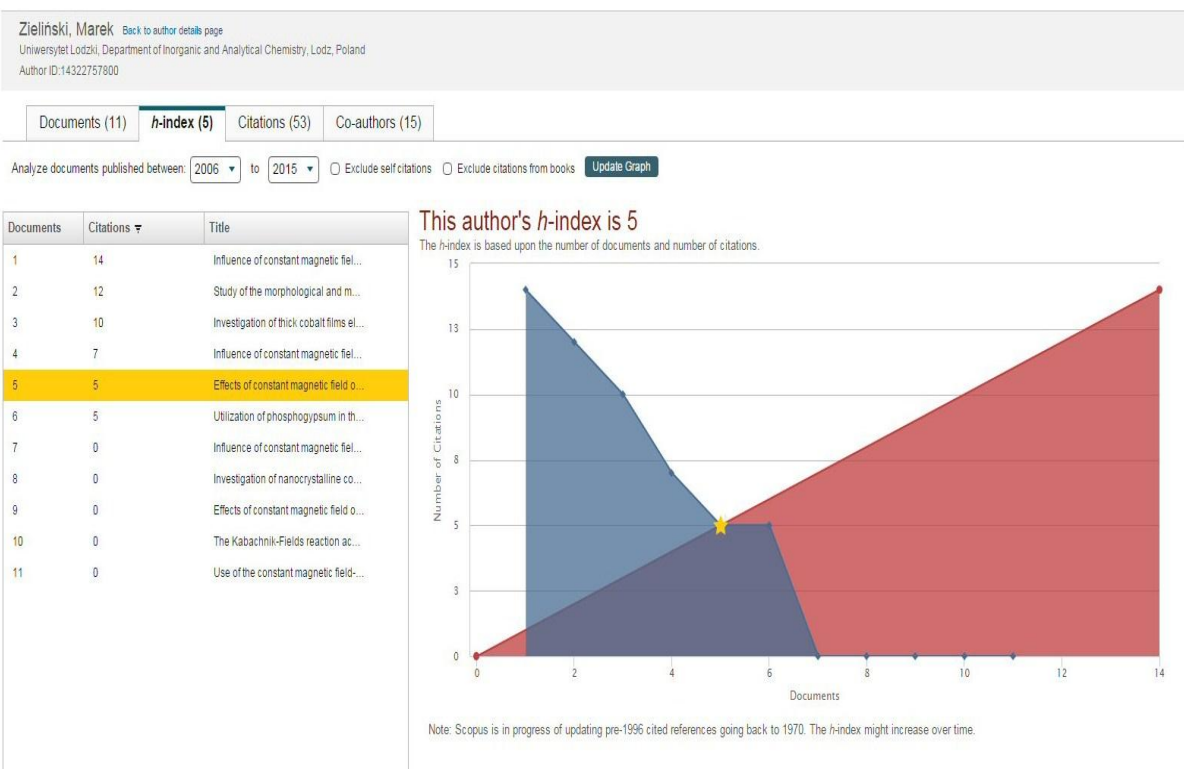 Zieliński, Marek Back to author details page
Uniwersytet Lodzki, Department of Inorganic and Analytical Chemistry, Lodz, Poland
Author ID:14322757800
Documents (11) h-index (5) Citations (53) Co-authors (15)
Analyze documents published between: 2006 to 2015 Exclude self citations Exclude citations from books Update Graph
Documents Citations Title
1 14 Influence of constant magnetic fiel...
2 12 Study of the morphological and m...
3 10 Investigation of thick cobalt films el...
4 7 Influence of constant magnetic fiel...
5 5 Effects of constant magnetic field o...
6 5 Utilization of phosphogypsum in th...
7 0 Influence of constant magnetic fiel...
8 0 Investigation of nanocrystalline co...
9 0 Effects of constant magnetic field o...
10 0 The Kabachnik-Fields reaction ac...
11 0 Use of the constant magnetic field-...
This author's h-index is 5
The h-index is based upon the number of documents and number of citations.
15
13
10
8
5
3
0
Number of Citations
0 2 4 6 8 10 12 14
Documents
Note: Scopus is in progress of updating pre-1996 cited references going back to 1970. The h-index might increase over time.